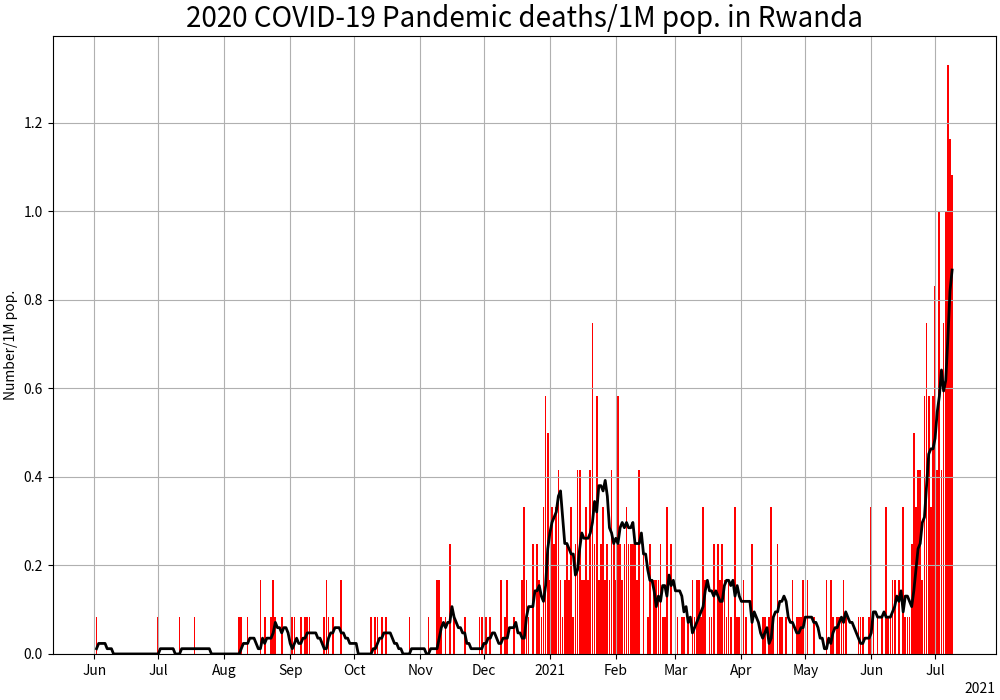 2020 COVID-19 Pandemic deaths/1M pop. in Rwanda
Number/1M pop.
1.2
1.0
0.8
0.6
0.4
0.2
0.0
Jun Jul Aug Sep Oct Nov Dec 2021 Feb Mar Apr May Jun Jul
2021